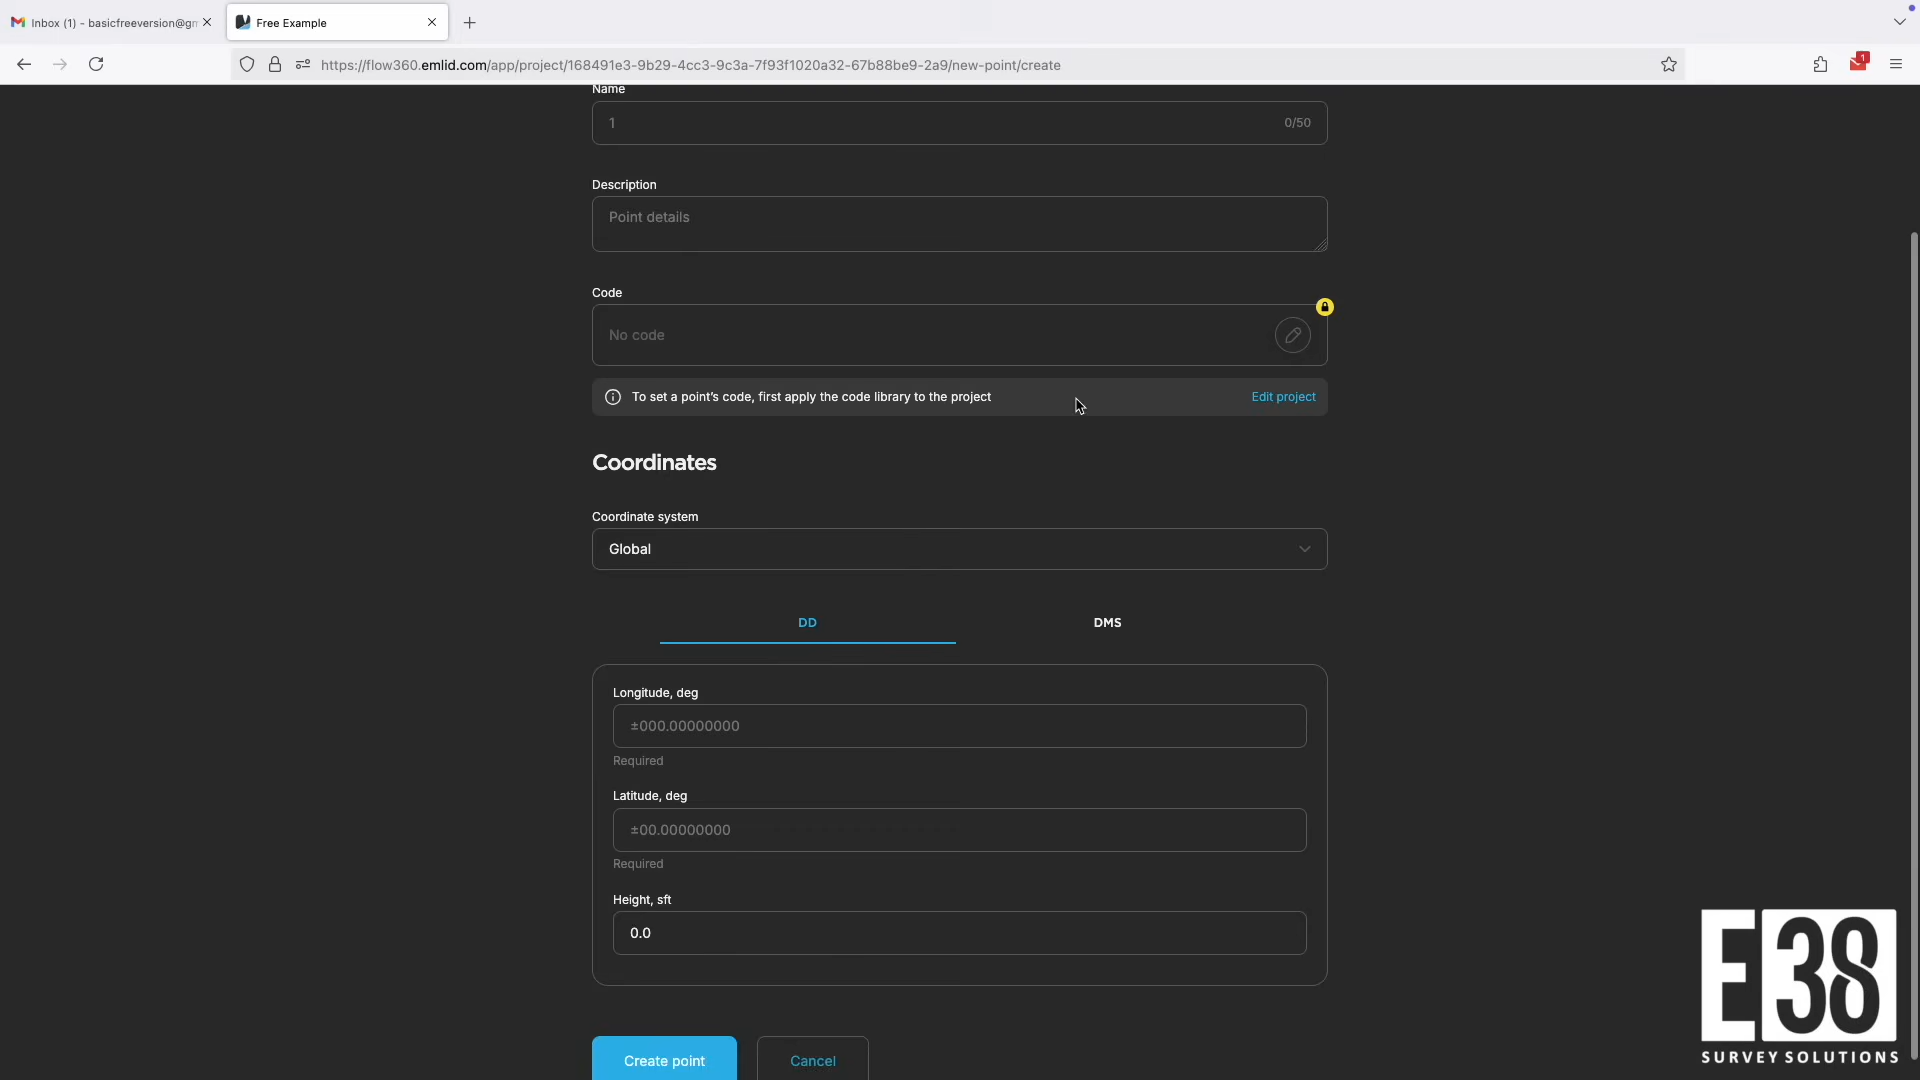 Inbox (1) - basicfreeversion@gm
Free Example
https://flow360.emlid.com/app/project/168491e3-9b29-4cc3-9c3a-7f93f1020a32-67b88be9-2a9/new-point/create
1
Name
1
0/50
Description
Point details
Code
No code
To set a point's code, first apply the code library to the project
Edit project
Coordinates
Coordinate system
Global
DD
DMS
Longitude, deg
±000.00000000
Required
Latitude, deg
±00.00000000
Required
Height, sft
0.0
Create point
Cancel
E38
SURVEY SOLUTIONS